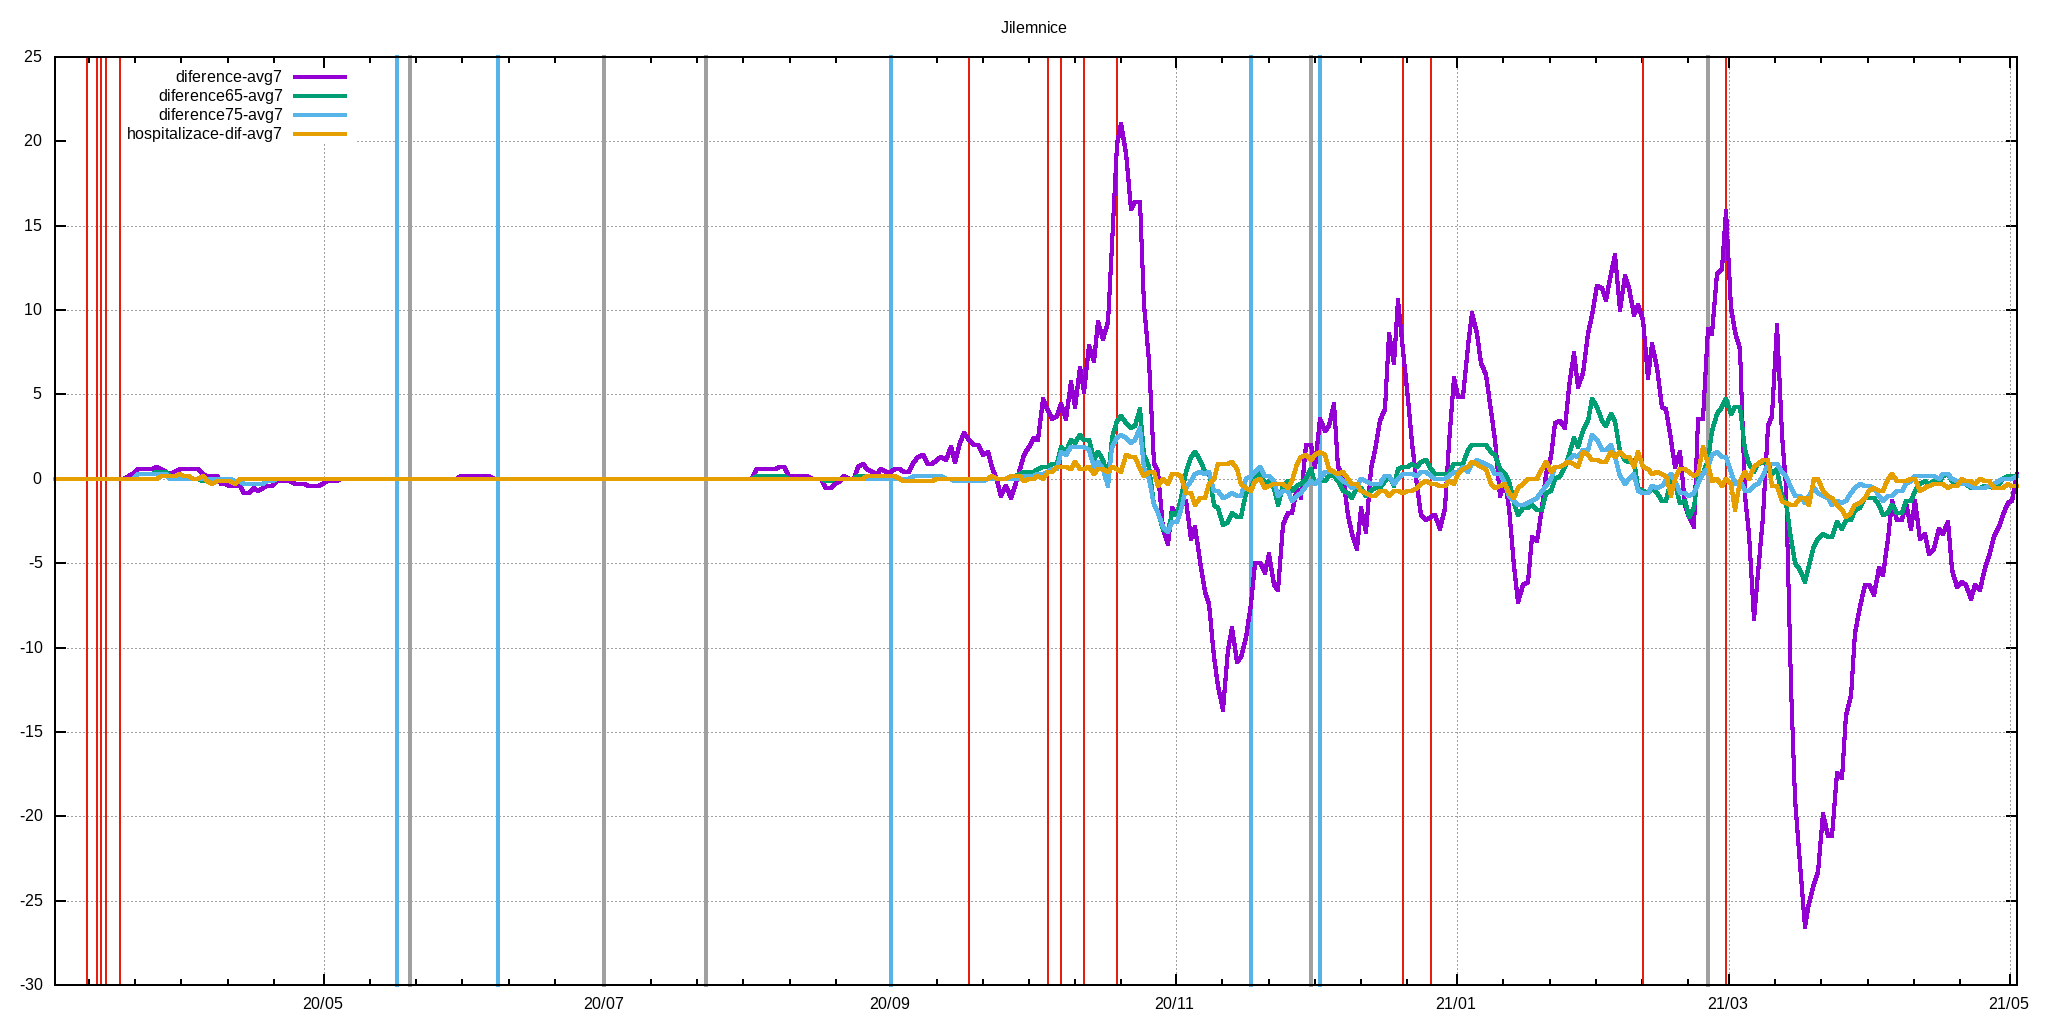 Jilemnice
diference-avg7
diference65-avg7
diference75-avg7
hospitalizace-dif-avg7
25
20
15
10
5
0
-5
-10
-15
-20
-25
-30
20/05 20/07 20/09 20/11 21/01 21/03 21/05